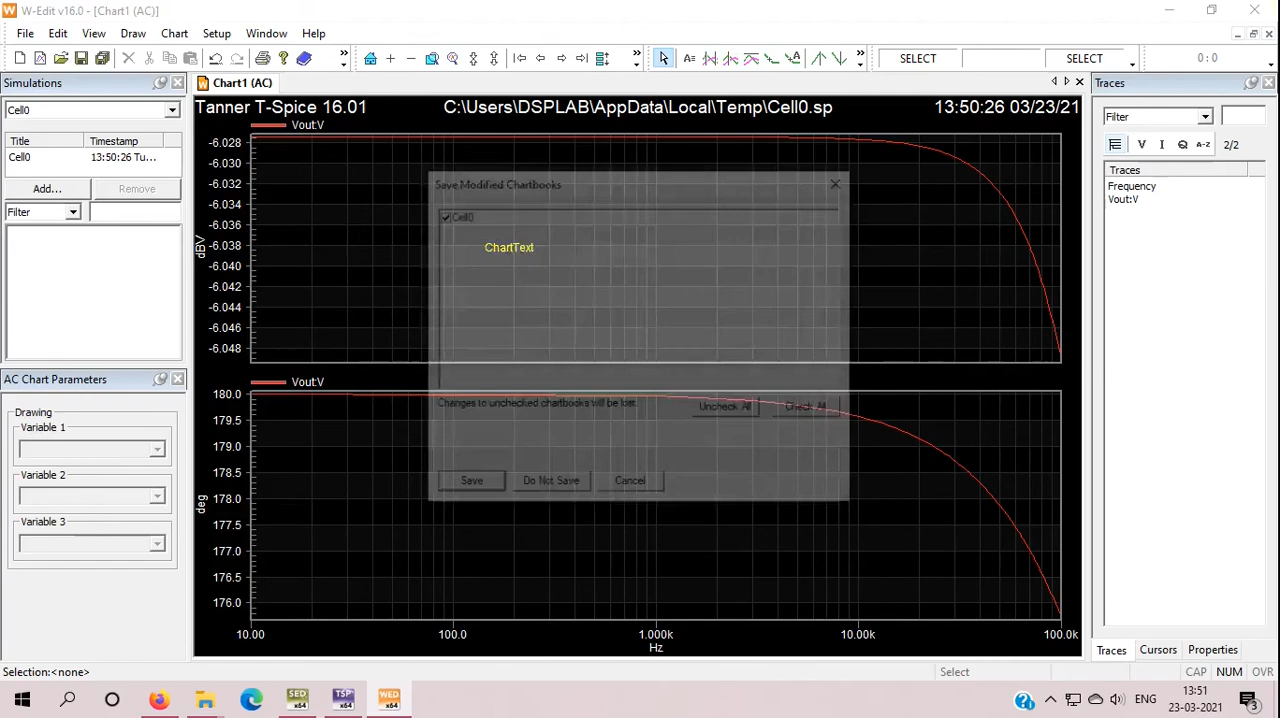 W-Edit v16.0 - [Chart1 (AC)]
File Edit View Draw Chart Setup Window Help
SELECT SELECT 0 : 0
Simulations
Chart1 (AC)
Traces
Cell0
Title Timestamp
Cell0 13:50:26 Tu...
Add... Remove
Filter
AC Chart Parameters
Drawing
Variable 1
Variable 2
Variable 3
Tanner T-Spice 16.01 C:\Users\DSPLAB\AppData\Local\Temp\Cell0.sp 13:50:26 03/23/21
Vout:V
-6.028
-6.030
-6.032
-6.034
-6.036
-6.038
-6.040
-6.042
-6.044
-6.046
-6.048
dBV
Save Modified Chartbooks
Cell0
ChartText
Changes to unchecked chartbooks will be lost.
Uncheck All Check All
Save Do Not Save Cancel
Vout:V
180.0
179.5
179.0
178.5
178.0
177.5
177.0
176.5
176.0
deg
10.00 100.0 1.000k 10.00k 100.0k
Hz
Filter
V I Q A-Z 2/2
Traces
Frequency
Vout:V
Traces Cursors Properties
Selection:<none> Select CAP NUM OVR
SED x64 TSP x64 WED x64
ENG 13:51
23-03-2021
3